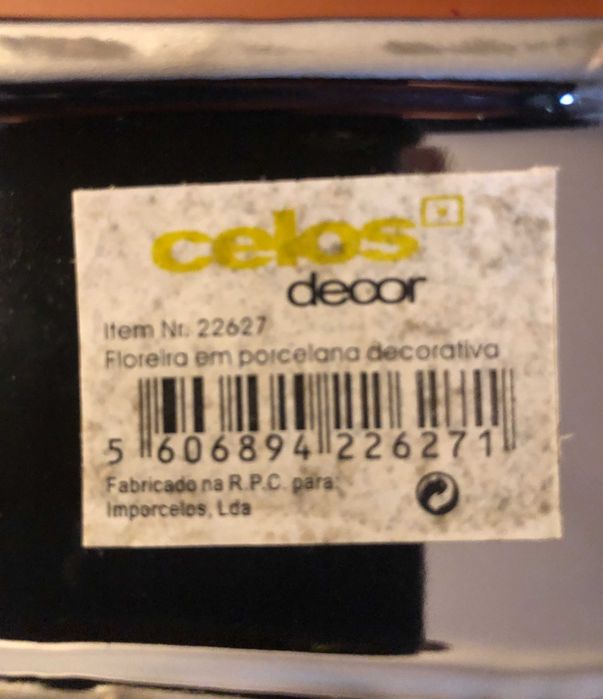 celos
decor
Item Nr. 22627
Floreira em porcelana decorativa
5 606894 226271
Fabricado na R.P.C. para:
Imporcelos, Lda